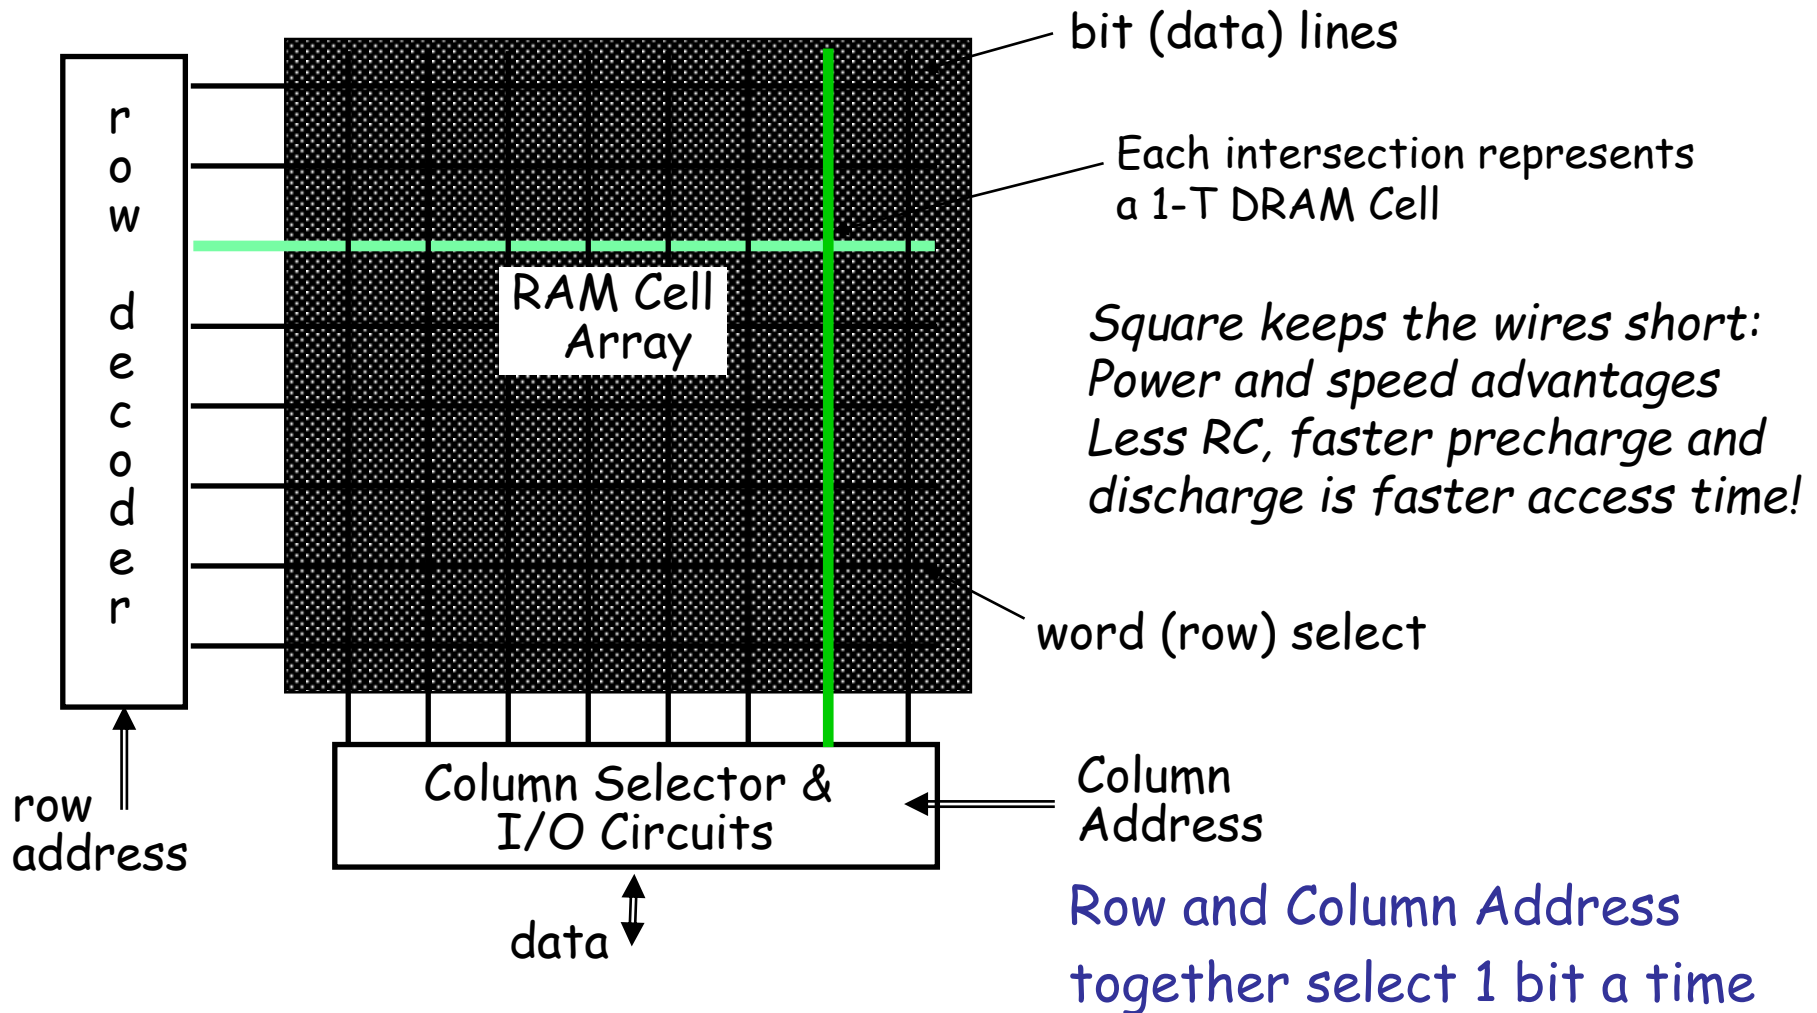 bit (data) lines
row decoder
Each intersection represents
a 1-T DRAM Cell
RAM Cell
Array
Square keeps the wires short:
Power and speed advantages
Less RC, faster precharge and
discharge is faster access time!
word (row) select
Column Selector &
I/O Circuits
Column
Address
row
address
data
Row and Column Address
together select 1 bit a time